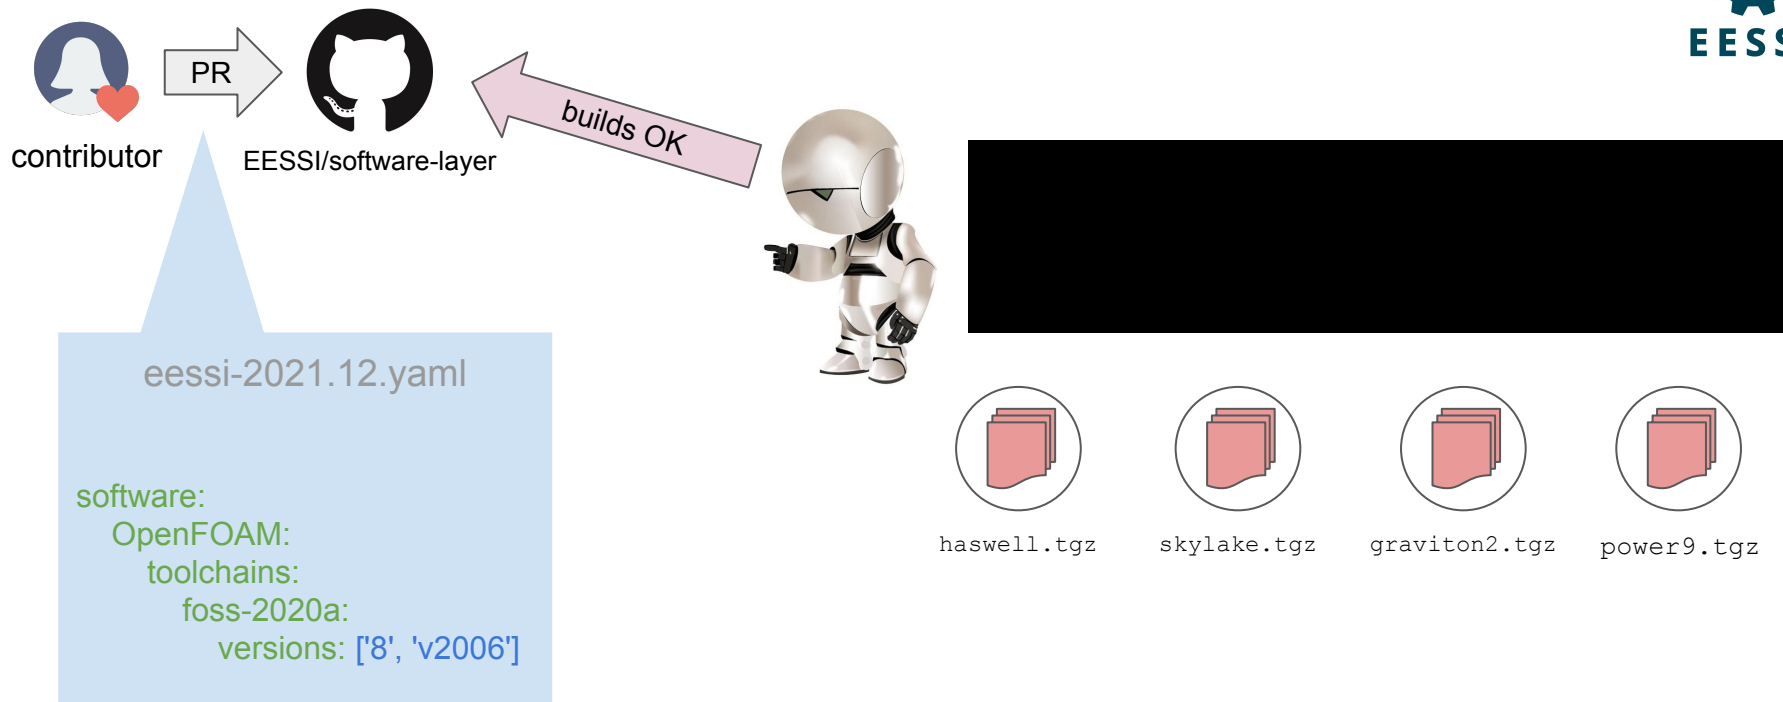 PR
contributor
EESSI/software-layer
builds OK
eessi-2021.12.yaml
software:
OpenFOAM:
toolchains:
foss-2020a:
versions: ['8', 'v2006']
haswell.tgz
skylake.tgz
graviton2.tgz
power9.tgz